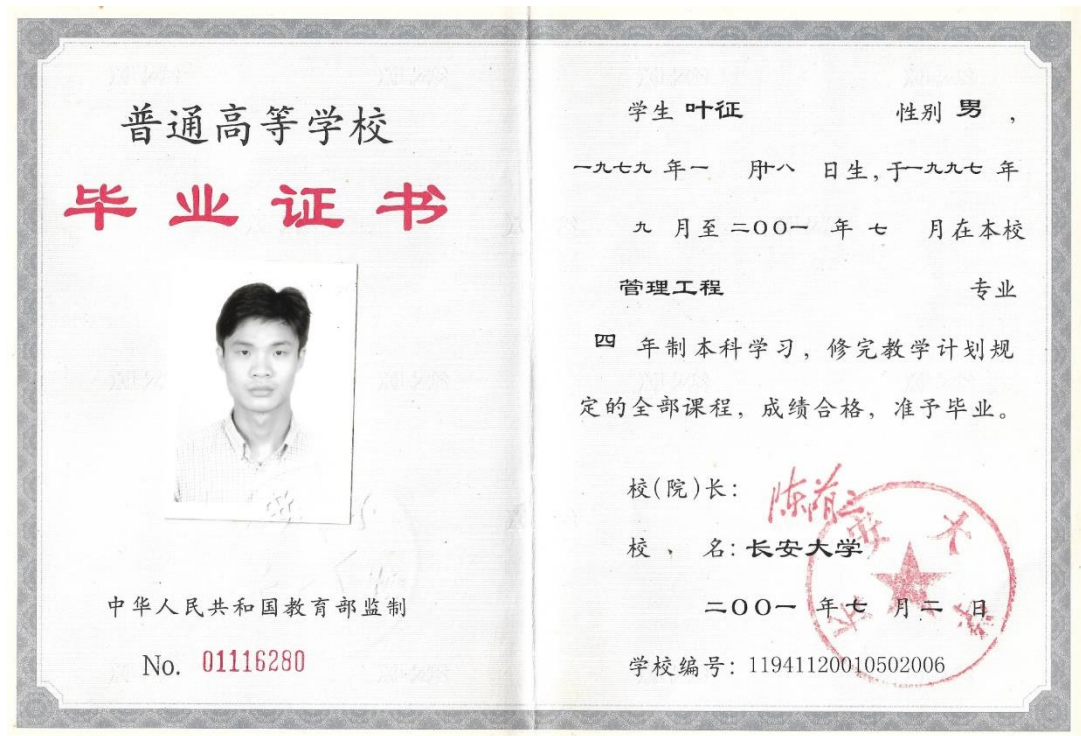 普通高等学校
毕业证书
中华人民共和国教育部监制
No. 01116280
学生 叶征 性别 男 ,
一九七九 年 一 月 廿八 日生, 于一九九七 年
九 月至 二00一 年 七 月在本校
管理工程 专业
四 年制本科学习, 修完教学计划规
定的全部课程, 成绩合格, 准予毕业。
校(院)长:
校 名: 长安大学
二00一 年 七 月 二 日
学校编号: 11941120010502006